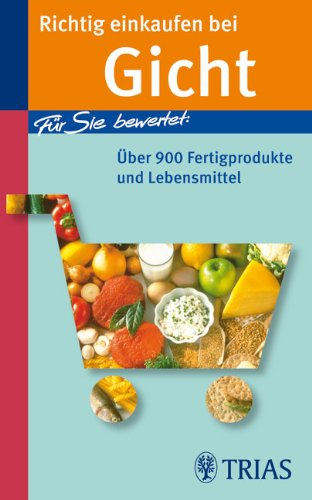 Richtig einkaufen bei
Gicht
Für Sie bewertet:
Über 900 Fertigprodukte
und Lebensmittel
TRIAS